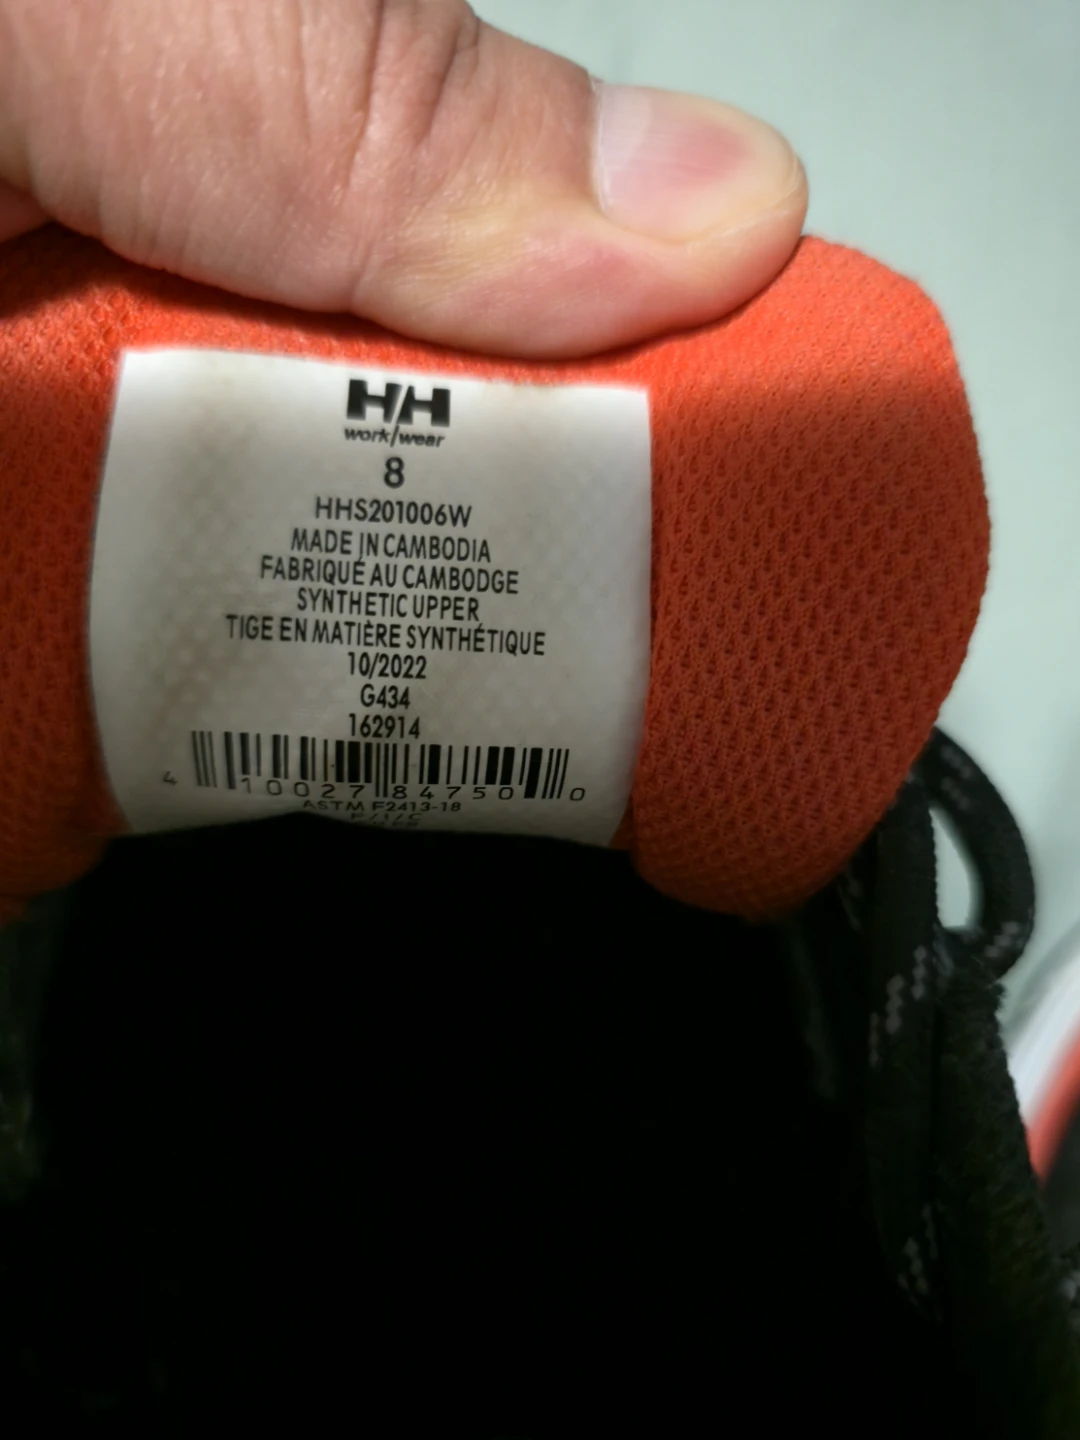 HH
work/wear
8
HHS201006W
MADE IN CAMBODIA
FABRIQUÉ AU CAMBODGE
SYNTHETIC UPPER
TIGE EN MATIÈRE SYNTHÉTIQUE
10/2022
G434
162914
4 10027 84750 0
ASTM F2413-18
F/I/C